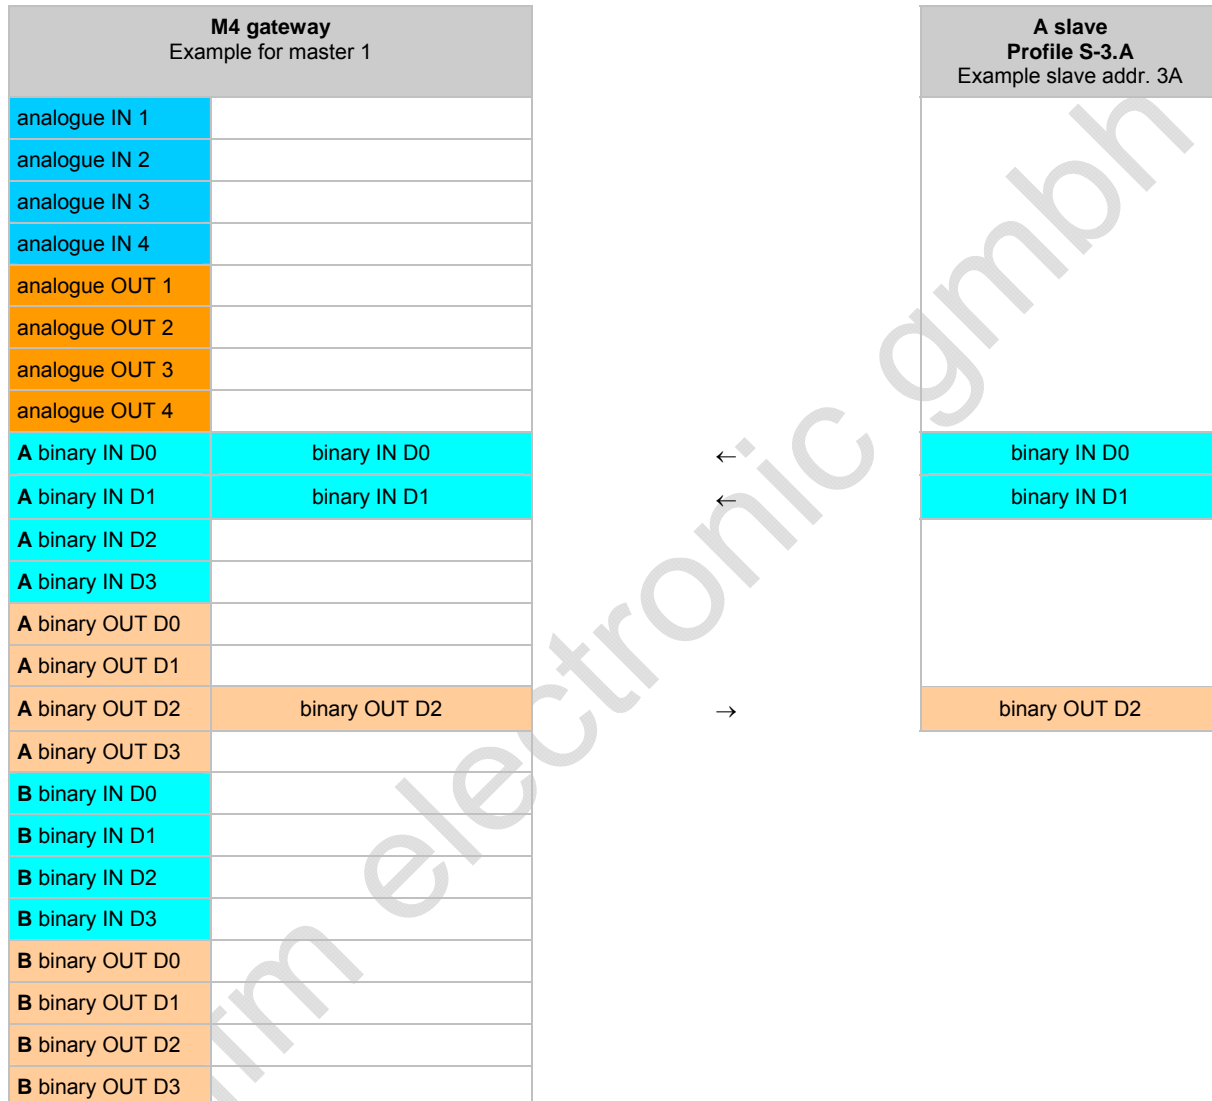 M4 gateway
Example for master 1
A slave
Profile S-3.A
Example slave addr. 3A
analogue IN 1
analogue IN 2
analogue IN 3
analogue IN 4
analogue OUT 1
analogue OUT 2
analogue OUT 3
analogue OUT 4
A binary IN D0 binary IN D0 ← binary IN D0
A binary IN D1 binary IN D1 ← binary IN D1
A binary IN D2
A binary IN D3
A binary OUT D0
A binary OUT D1
A binary OUT D2 binary OUT D2 → binary OUT D2
A binary OUT D3
B binary IN D0
B binary IN D1
B binary IN D2
B binary IN D3
B binary OUT D0
B binary OUT D1
B binary OUT D2
B binary OUT D3
electronic gmbh